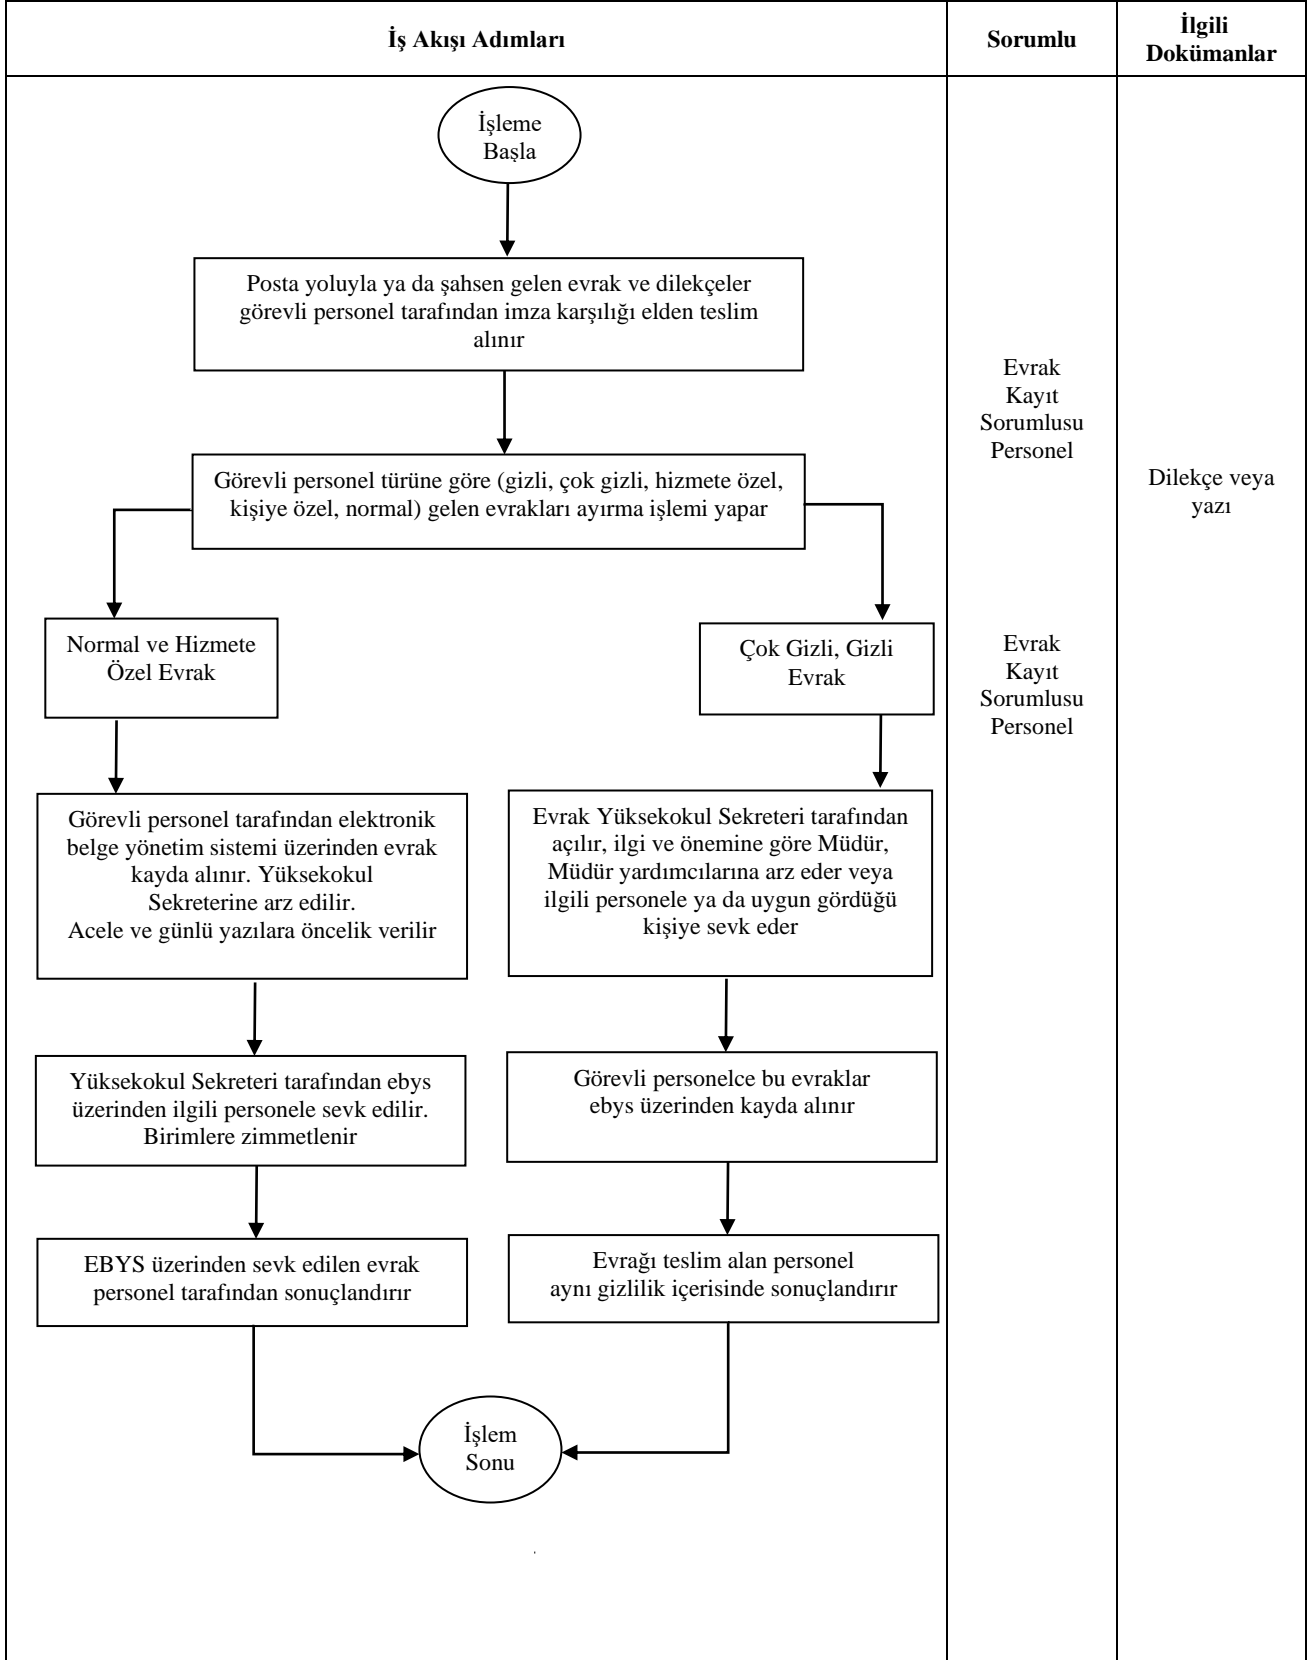 İş Akışı Adımları
Sorumlu
İlgili
Dokümanlar
İşleme
Başla
Posta yoluyla ya da şahsen gelen evrak ve dilekçeler
görevli personel tarafından imza karşılığı elden teslim
alınır
Evrak
Kayıt
Sorumlusu
Personel
Görevli personel türüne göre (gizli, çok gizli, hizmete özel,
kişiye özel, normal) gelen evrakları ayırma işlemi yapar
Dilekçe veya
yazı
Normal ve Hizmete
Özel Evrak
Çok Gizli, Gizli
Evrak
Evrak
Kayıt
Sorumlusu
Personel
Görevli personel tarafından elektronik
belge yönetim sistemi üzerinden evrak
kayda alınır. Yüksekokul
Sekreterine arz edilir.
Acele ve günlü yazılara öncelik verilir
Evrak Yüksekokul Sekreteri tarafından
açılır, ilgi ve önemine göre Müdür,
Müdür yardımcılarına arz eder veya
ilgili personele ya da uygun gördüğü
kişiye sevk eder
Yüksekokul Sekreteri tarafından ebys
üzerinden ilgili personele sevk edilir.
Birimlere zimmetlenir
Görevli personelce bu evraklar
ebys üzerinden kayda alınır
EBYS üzerinden sevk edilen evrak
personel tarafından sonuçlandırır
Evrağı teslim alan personel
aynı gizlilik içerisinde sonuçlandırır
İşlem
Sonu